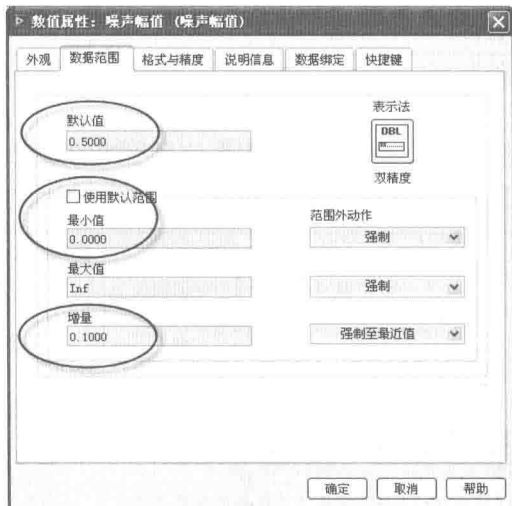 数值属性：噪声幅值 (噪声幅值)
外观 数据范围 格式与精度 说明信息 数据绑定 快捷键
默认值
0.5000
表示法
DBL
双精度
使用默认范围
最小值
0.0000
范围外动作
强制
最大值
Inf
强制
增量
0.1000
强制至最近值
确定 取消 帮助